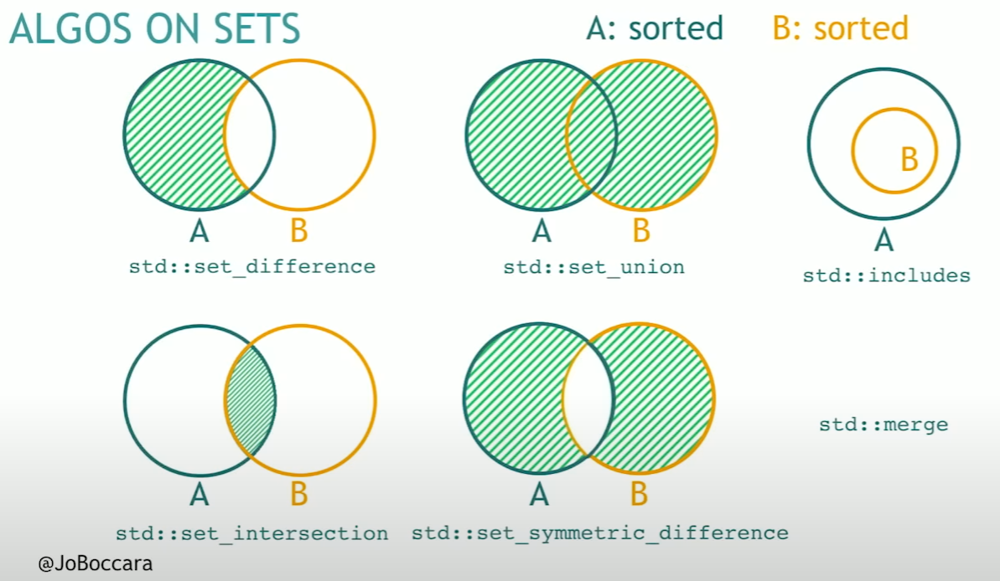 ALGOS ON SETS
A: sorted B: sorted
A B
std::set_difference
A B
std::set_union
B
A
std::includes
A B
std::set_intersection
A B
std::set_symmetric_difference
std::merge
@JoBoccara